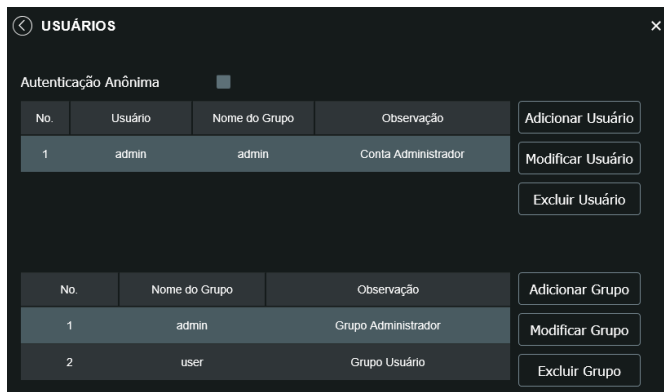 USUÁRIOS
Autenticação Anônima
No. Usuário Nome do Grupo Observação
1 admin admin Conta Administrador
Adicionar Usuário
Modificar Usuário
Excluir Usuário
No. Nome do Grupo Observação
1 admin Grupo Administrador
2 user Grupo Usuário
Adicionar Grupo
Modificar Grupo
Excluir Grupo